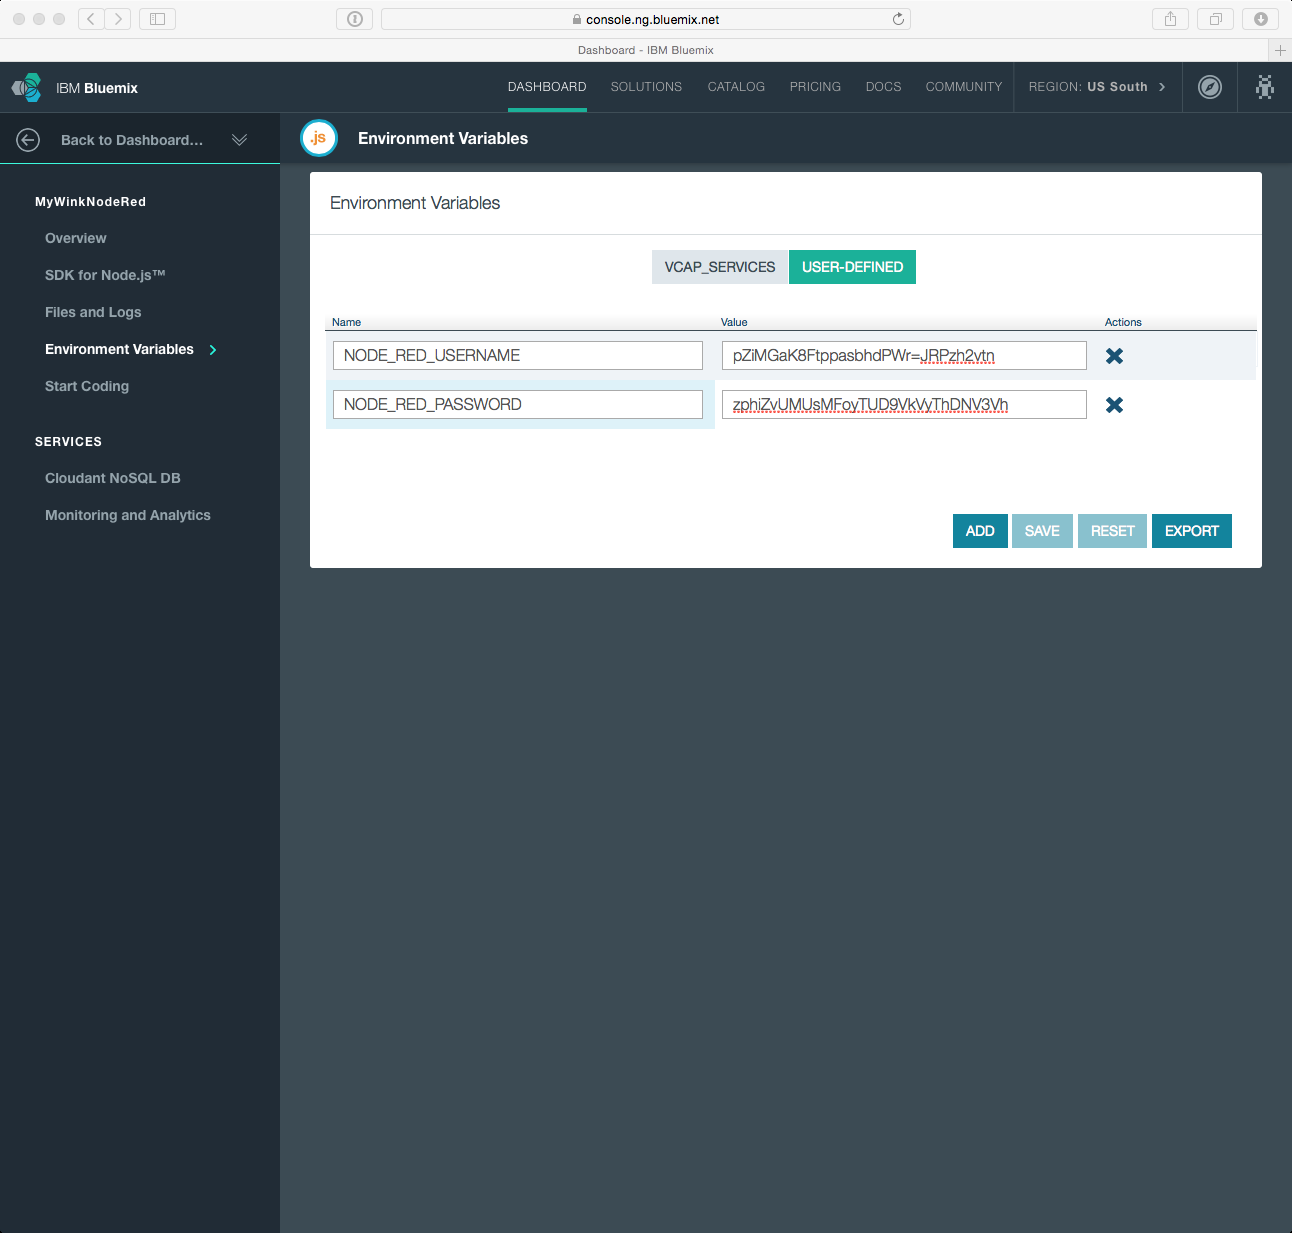 console.ng.bluemix.net
Dashboard - IBM Bluemix
IBM Bluemix
DASHBOARD SOLUTIONS CATALOG PRICING DOCS COMMUNITY REGION: US South
Back to Dashboard...
.js Environment Variables
MyWinkNodeRed
Overview
SDK for Node.js™
Files and Logs
Environment Variables
Start Coding
SERVICES
Cloudant NoSQL DB
Monitoring and Analytics
Environment Variables
VCAP_SERVICES USER-DEFINED
Name Value Actions
NODE_RED_USERNAME pZiMGaK8FtppasbhdPWr=JRPzh2vtn
NODE_RED_PASSWORD zphiZvUMUsMFoyTUD9VkVyThDNV3Vh
ADD SAVE RESET EXPORT